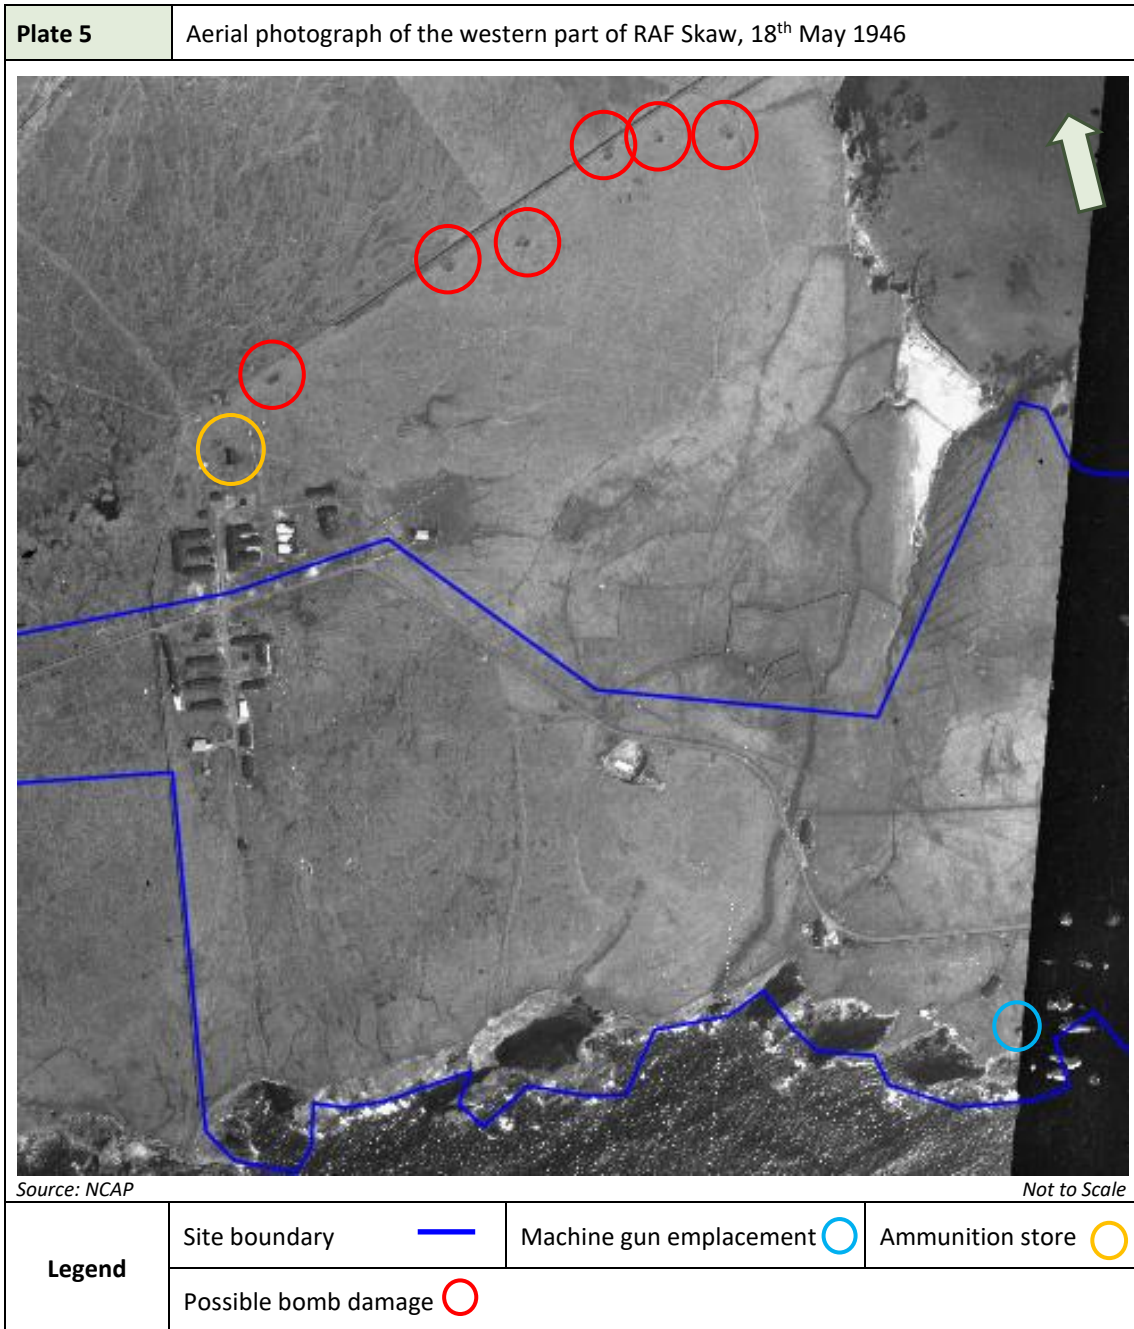 Plate 5
Aerial photograph of the western part of RAF Skaw, 18th May 1946
Source: NCAP
Not to Scale
Legend
Site boundary
Machine gun emplacement
Ammunition store
Possible bomb damage